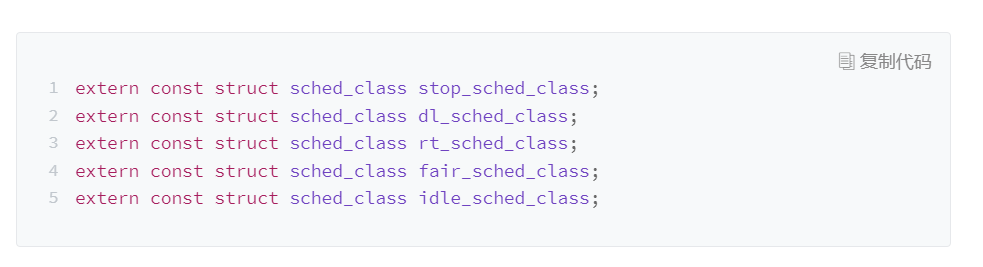 复制代码
1 extern const struct sched_class stop_sched_class;
2 extern const struct sched_class dl_sched_class;
3 extern const struct sched_class rt_sched_class;
4 extern const struct sched_class fair_sched_class;
5 extern const struct sched_class idle_sched_class;